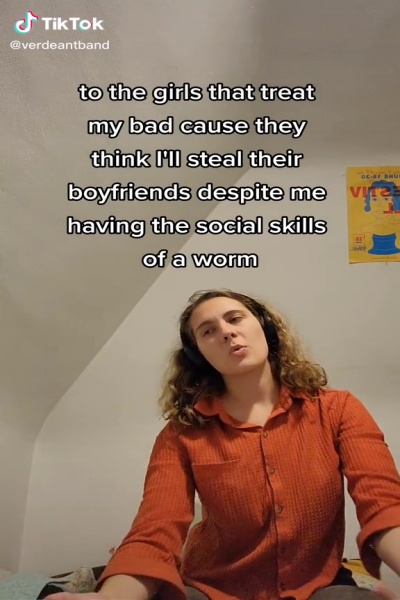 TikTok
@verdeantband
to the girls that treat
my bad cause they
think I'll steal their
boyfriends despite me
having the social skills
of a worm